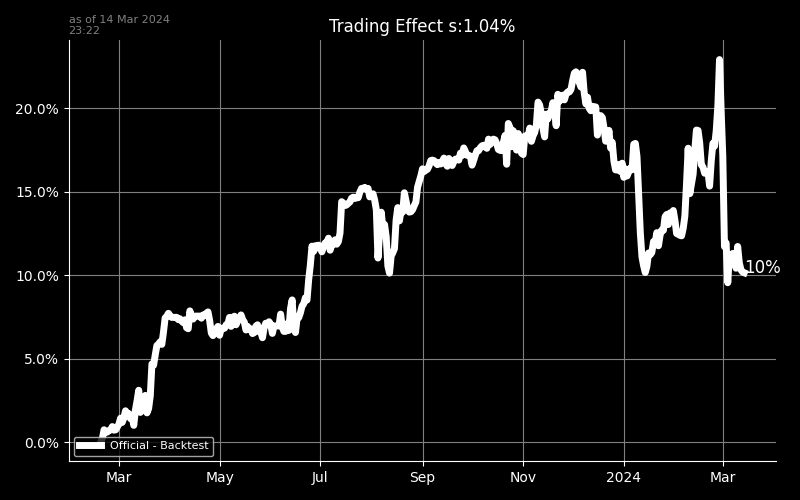 as of 14 Mar 2024
23:22
Trading Effect s:1.04%
20.0%
15.0%
10.0%
5.0%
0.0%
10%
Official - Backtest
Mar May Jul Sep Nov 2024 Mar